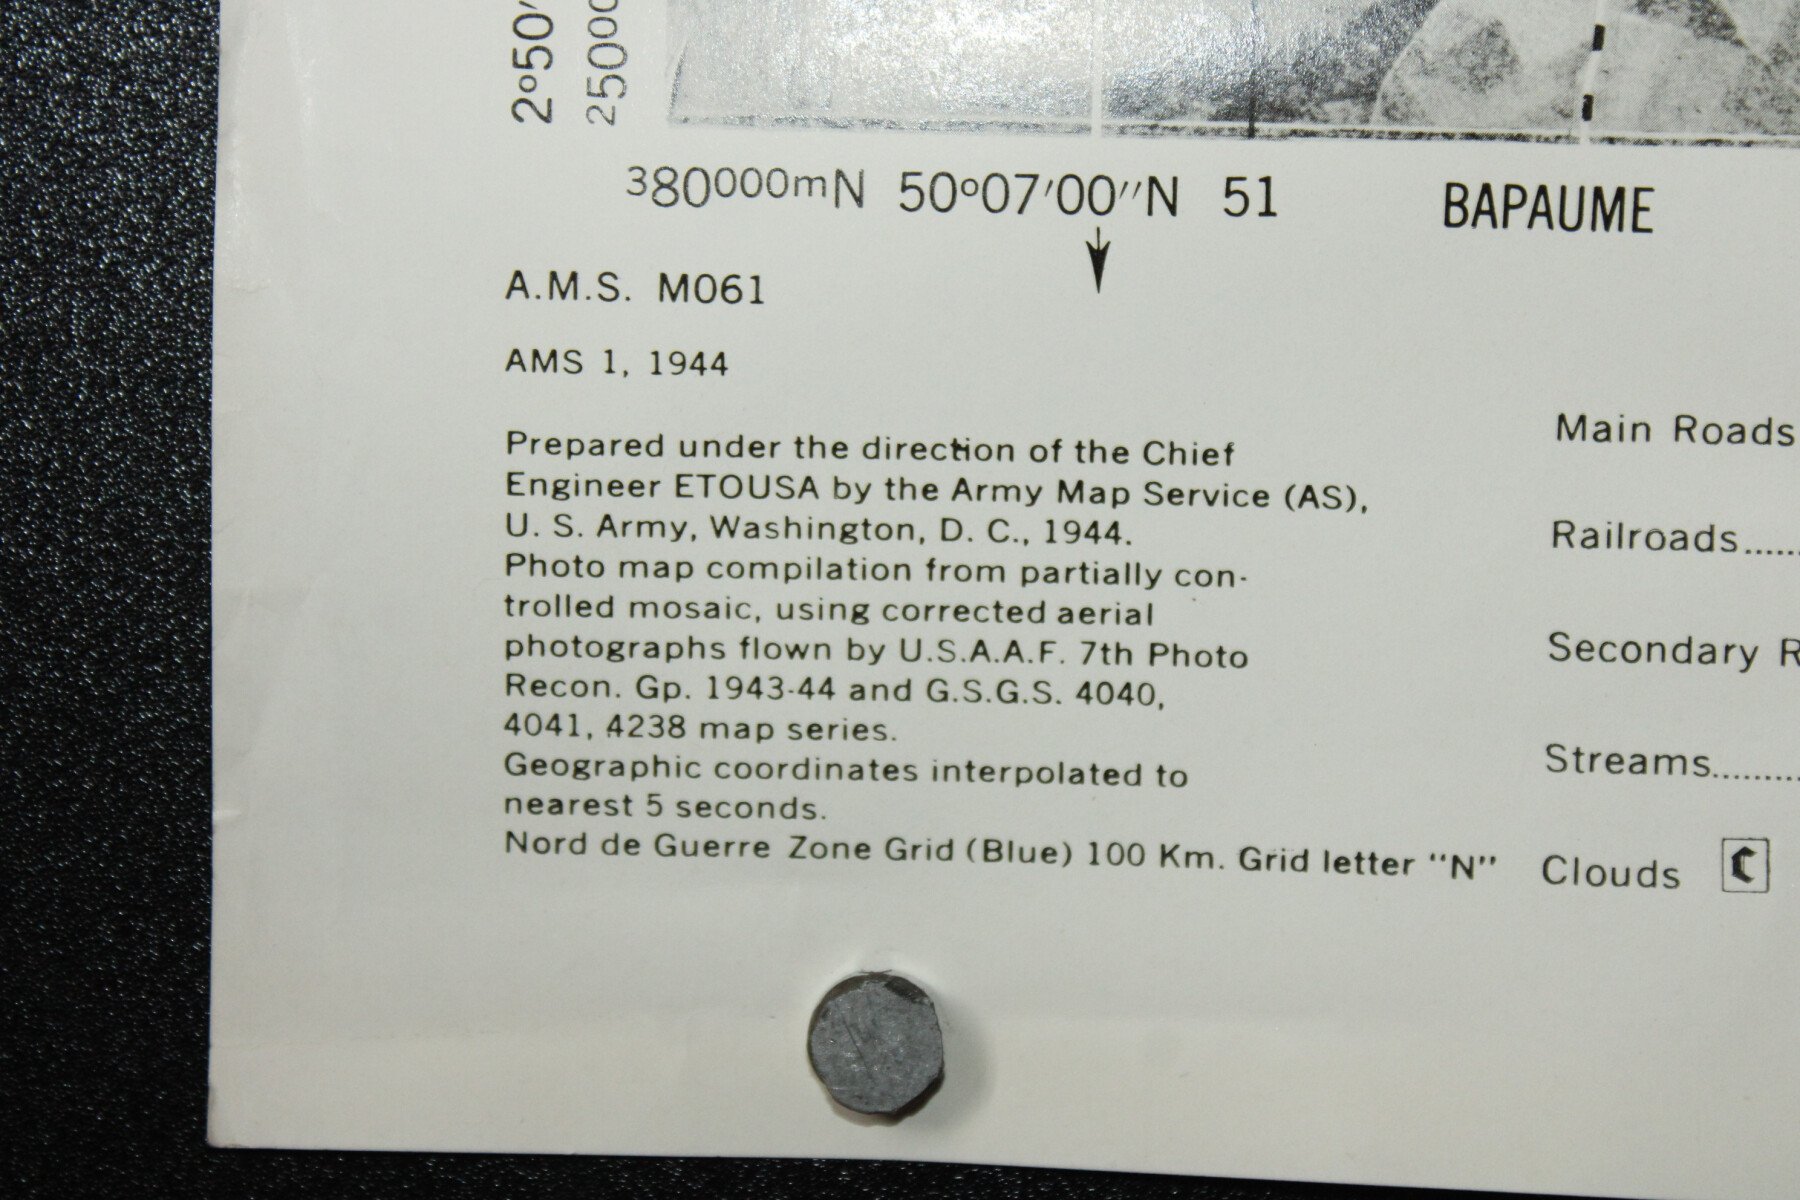 2°50'
250000
380000mN 50°07'00"N 51 BAPAUME
A.M.S. M061
AMS 1, 1944
Prepared under the direction of the Chief
Engineer ETOUSA by the Army Map Service (AS),
U. S. Army, Washington, D. C., 1944.
Photo map compilation from partially con-
trolled mosaic, using corrected aerial
photographs flown by U.S.A.A.F. 7th Photo
Recon. Gp. 1943-44 and G.S.G.S. 4040,
4041, 4238 map series.
Geographic coordinates interpolated to
nearest 5 seconds.
Nord de Guerre Zone Grid (Blue) 100 Km. Grid letter "N"
Main Roads
Railroads......
Secondary R
Streams.........
Clouds C